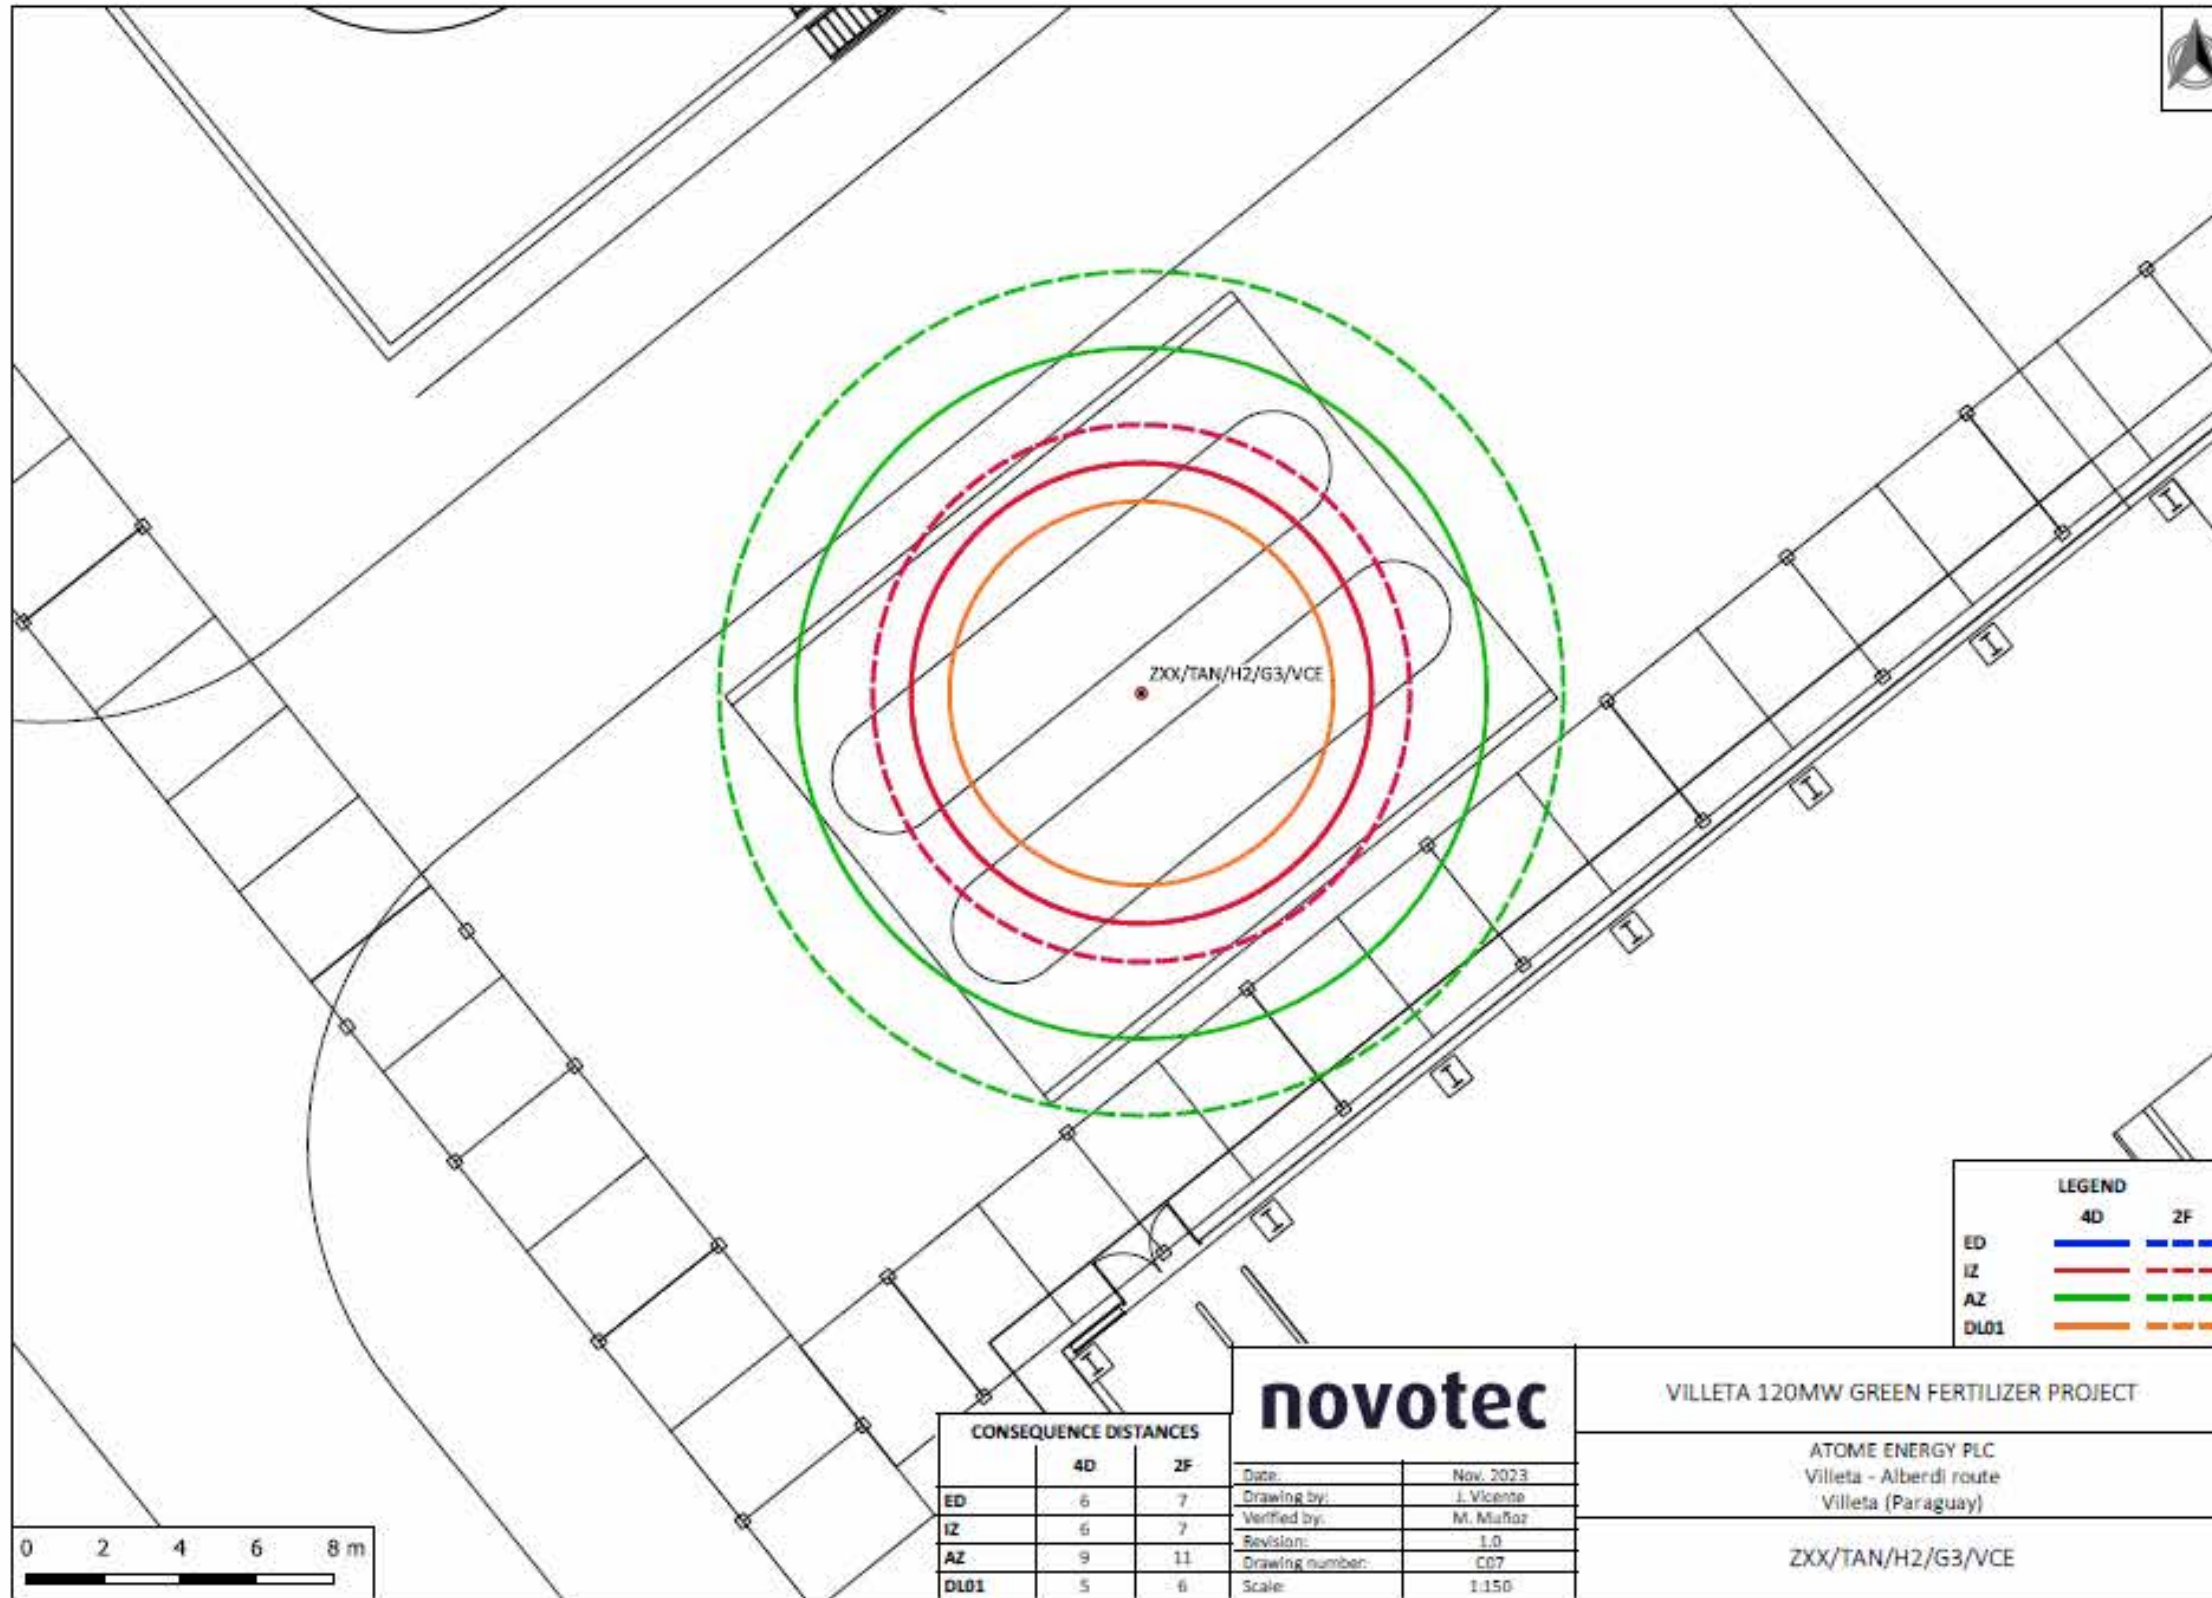 ZXX/TAN/H2/G3/VCE
LEGEND
4D 2F
ED
IZ
AZ
DL01
CONSEQUENCE DISTANCES
4D 2F
ED 6 7
IZ 6 7
AZ 9 11
DL01 5 6
novotec
Date: Nov. 2023
Drawing by: J. Vicente
Verified by: M. Muñoz
Revision: 1.0
Drawing number: C07
Scale: 1:150
VILLETA 120MW GREEN FERTILIZER PROJECT
ATOME ENERGY PLC
Villeta - Alberdi route
Villeta (Paraguay)
ZXX/TAN/H2/G3/VCE
0 2 4 6 8 m